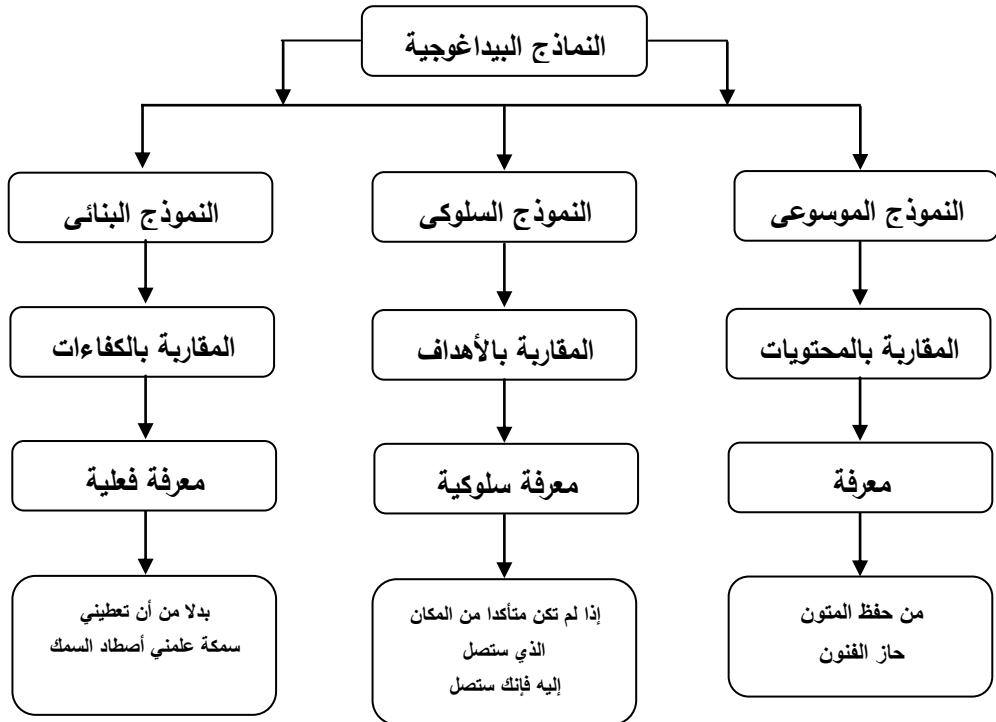 النماذج البيداغوجية
النموذج الموسوعى
النموذج السلوكى
النموذج البنائى
المقاربة بالمحتويات
المقاربة بالأهداف
المقاربة بالكفاءات
معرفة
معرفة سلوكية
معرفة فعلية
من حفظ المتون
حاز الفنون
إذا لم تكن متأكدا من المكان
الذي ستصل
إليه فإنك ستصل
بدلا من أن تعطيني
سمكة علمني أصطاد السمك